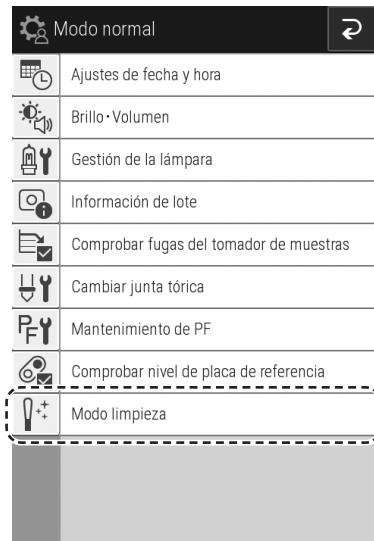 Modo normal
Ajustes de fecha y hora
Brillo･Volumen
Gestión de la lámpara
Información de lote
Comprobar fugas del tomador de muestras
Cambiar junta tórica
PF Mantenimiento de PF
Comprobar nivel de placa de referencia
Modo limpieza